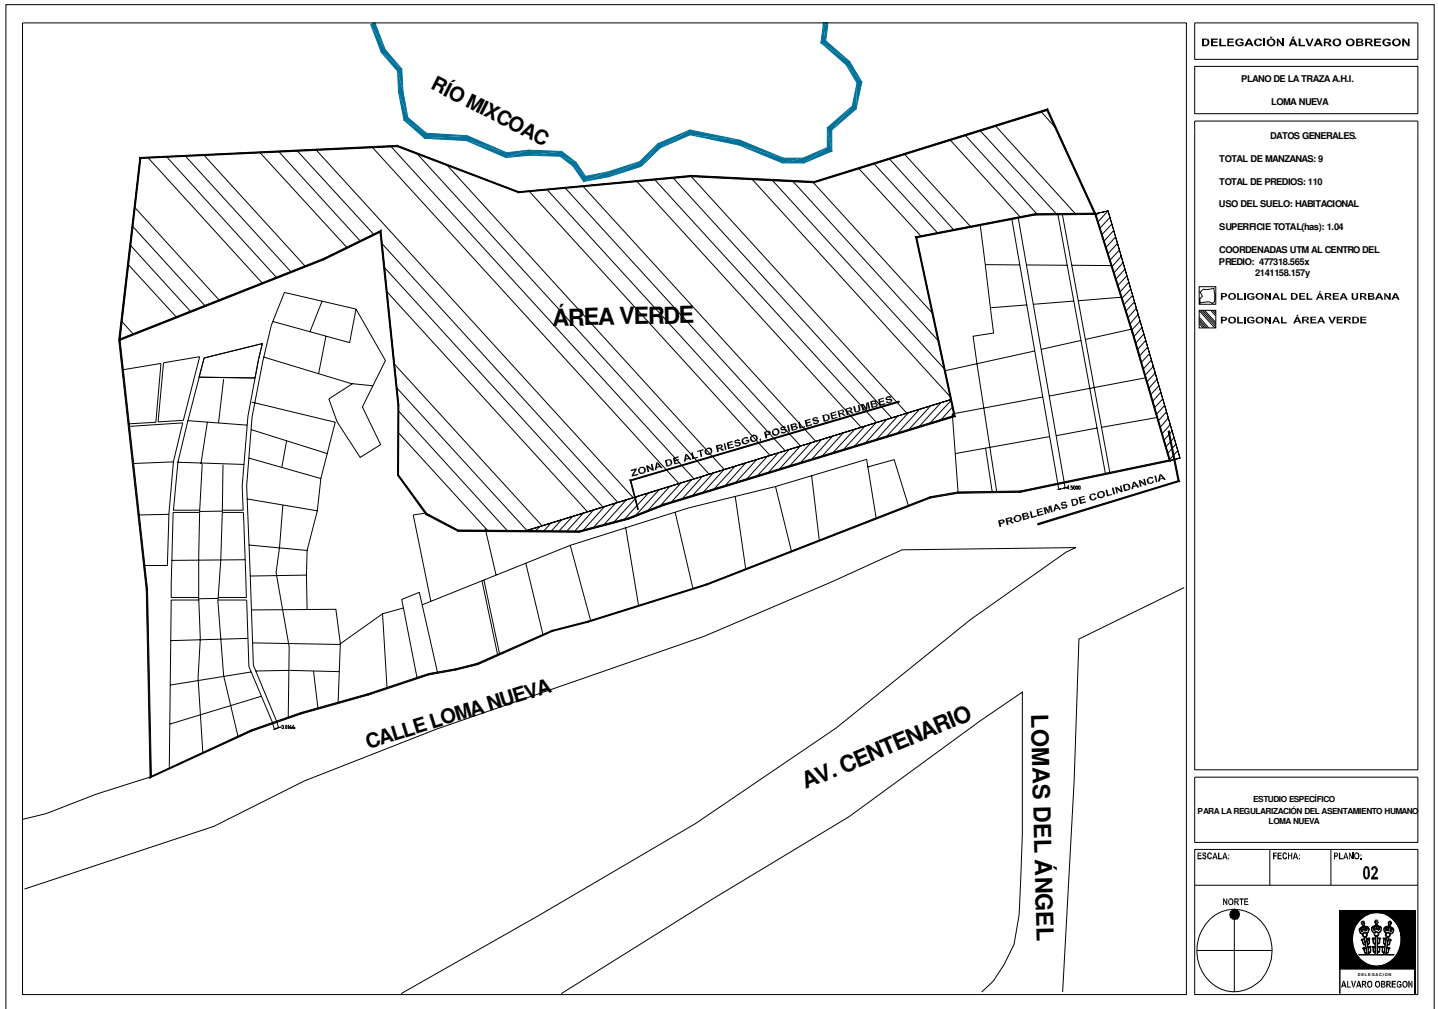 RÍO MIXCOAC
ÁREA VERDE
ZONA DE ALTO RIESGO, POSIBLES DERRUMBES
PROBLEMAS DE COLINDANCIA
CALLE LOMA NUEVA
AV. CENTENARIO
LOMAS DEL ÁNGEL
DELEGACIÓN ÁLVARO OBREGON
PLANO DE LA TRAZA A.H.I.
LOMA NUEVA
DATOS GENERALES.
TOTAL DE MANZANAS: 9
TOTAL DE PREDIOS: 110
USO DEL SUELO: HABITACIONAL
SUPERFICIE TOTAL(has): 1.04
COORDENADAS UTM AL CENTRO DEL
PREDIO: 477318.565x
2141158.157y
POLIGONAL DEL ÁREA URBANA
POLIGONAL ÁREA VERDE
ESTUDIO ESPECÍFICO
PARA LA REGULARIZACIÓN DEL ASENTAMIENTO HUMANO
LOMA NUEVA
ESCALA:
FECHA:
PLANO:
02
NORTE
DELEGACION
ALVARO OBREGON